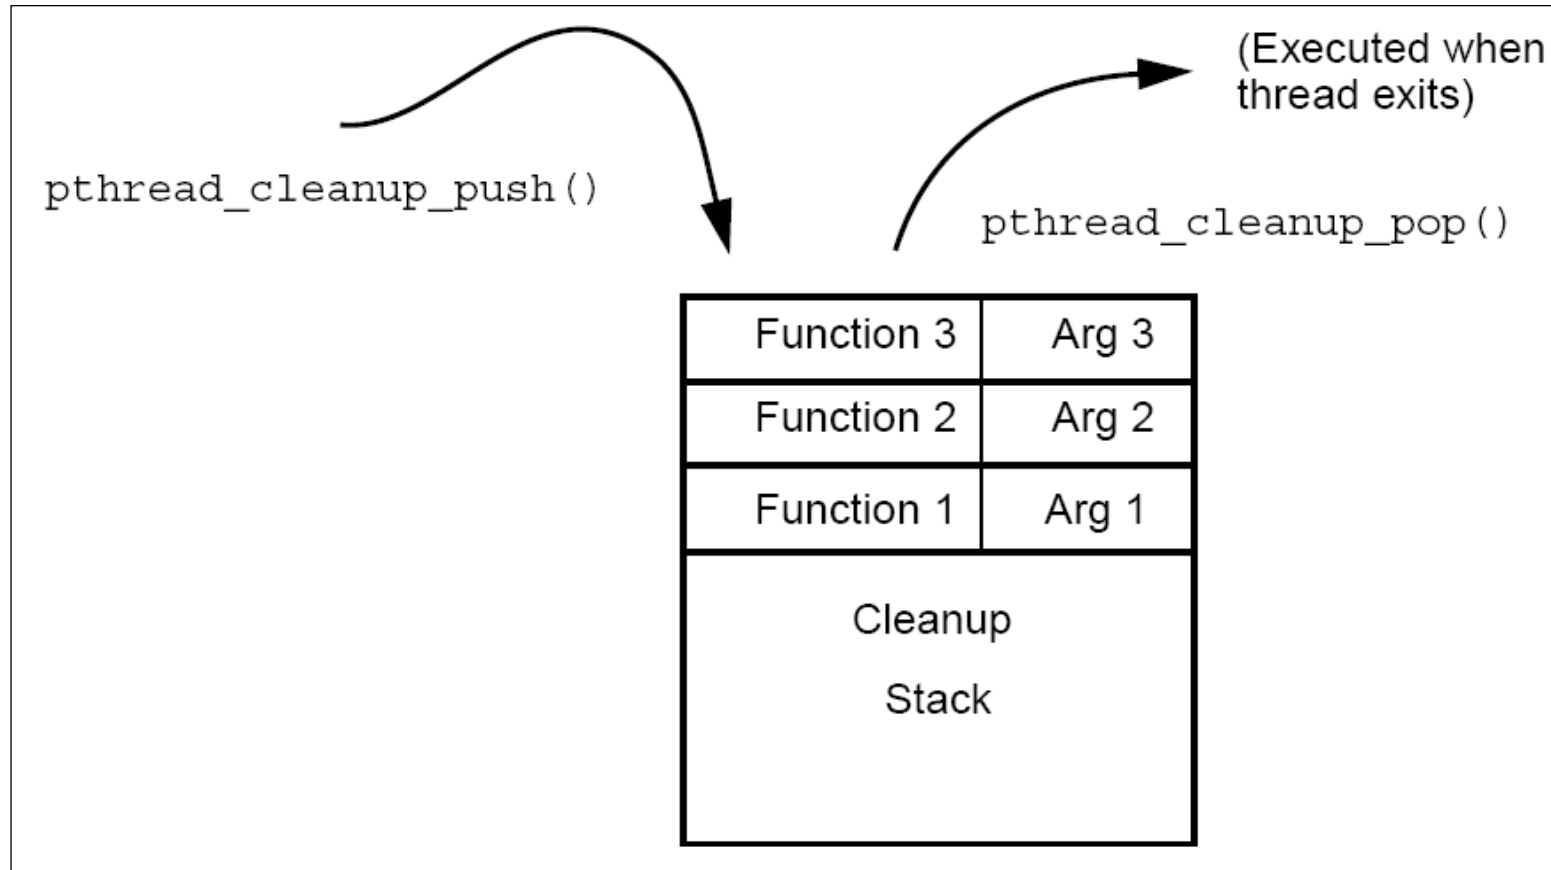 (Executed when
thread exits)
pthread_cleanup_push()
pthread_cleanup_pop()
Function 3 Arg 3
Function 2 Arg 2
Function 1 Arg 1
Cleanup
Stack